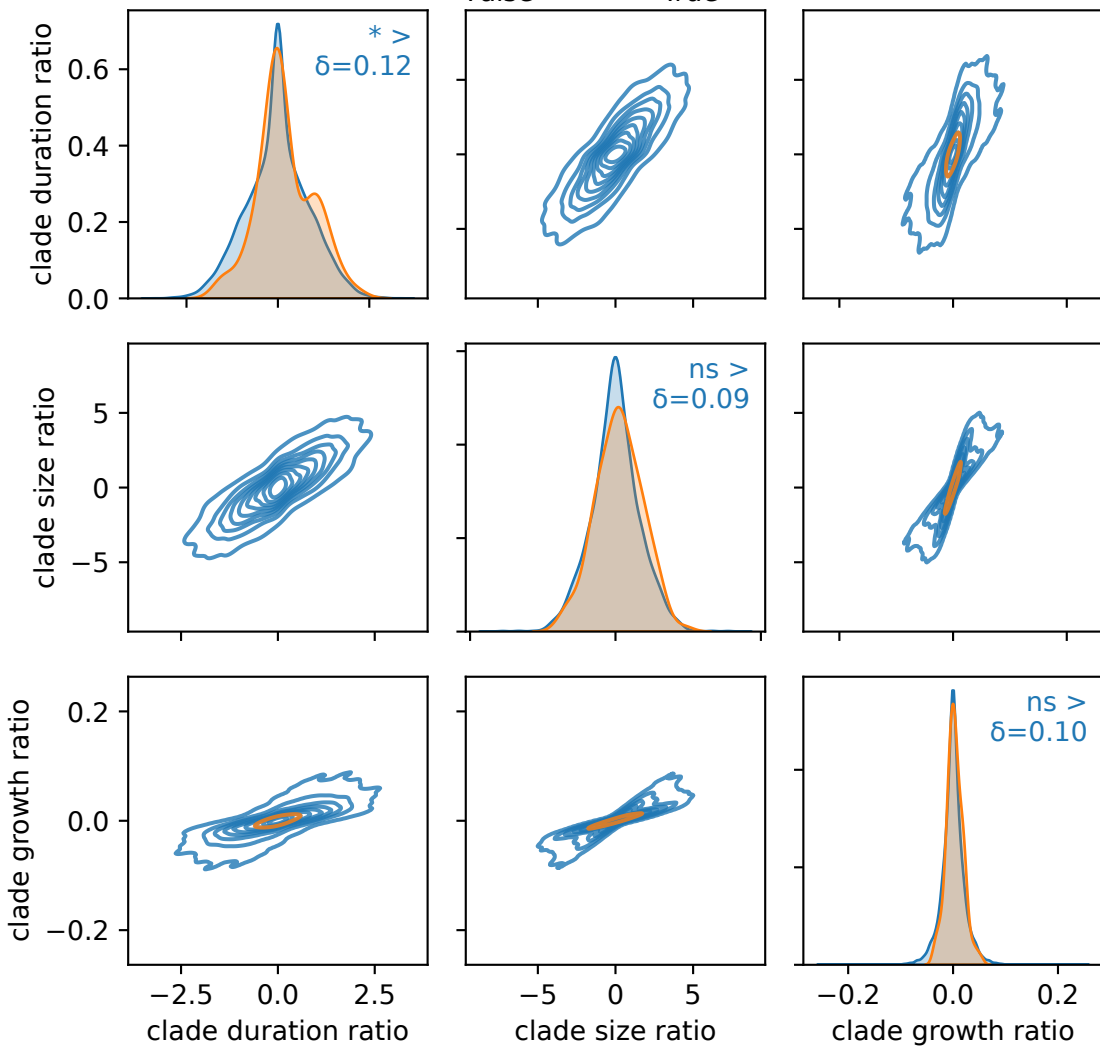 * >
δ=0.12
clade duration ratio
0.6
0.4
0.2
0.0
ns >
δ=0.09
clade size ratio
5
0
−5
ns >
δ=0.10
clade growth ratio
0.2
0.0
−0.2
−2.5 0.0 2.5 −5 0 5 −0.2 0.0 0.2
clade duration ratio clade size ratio clade growth ratio